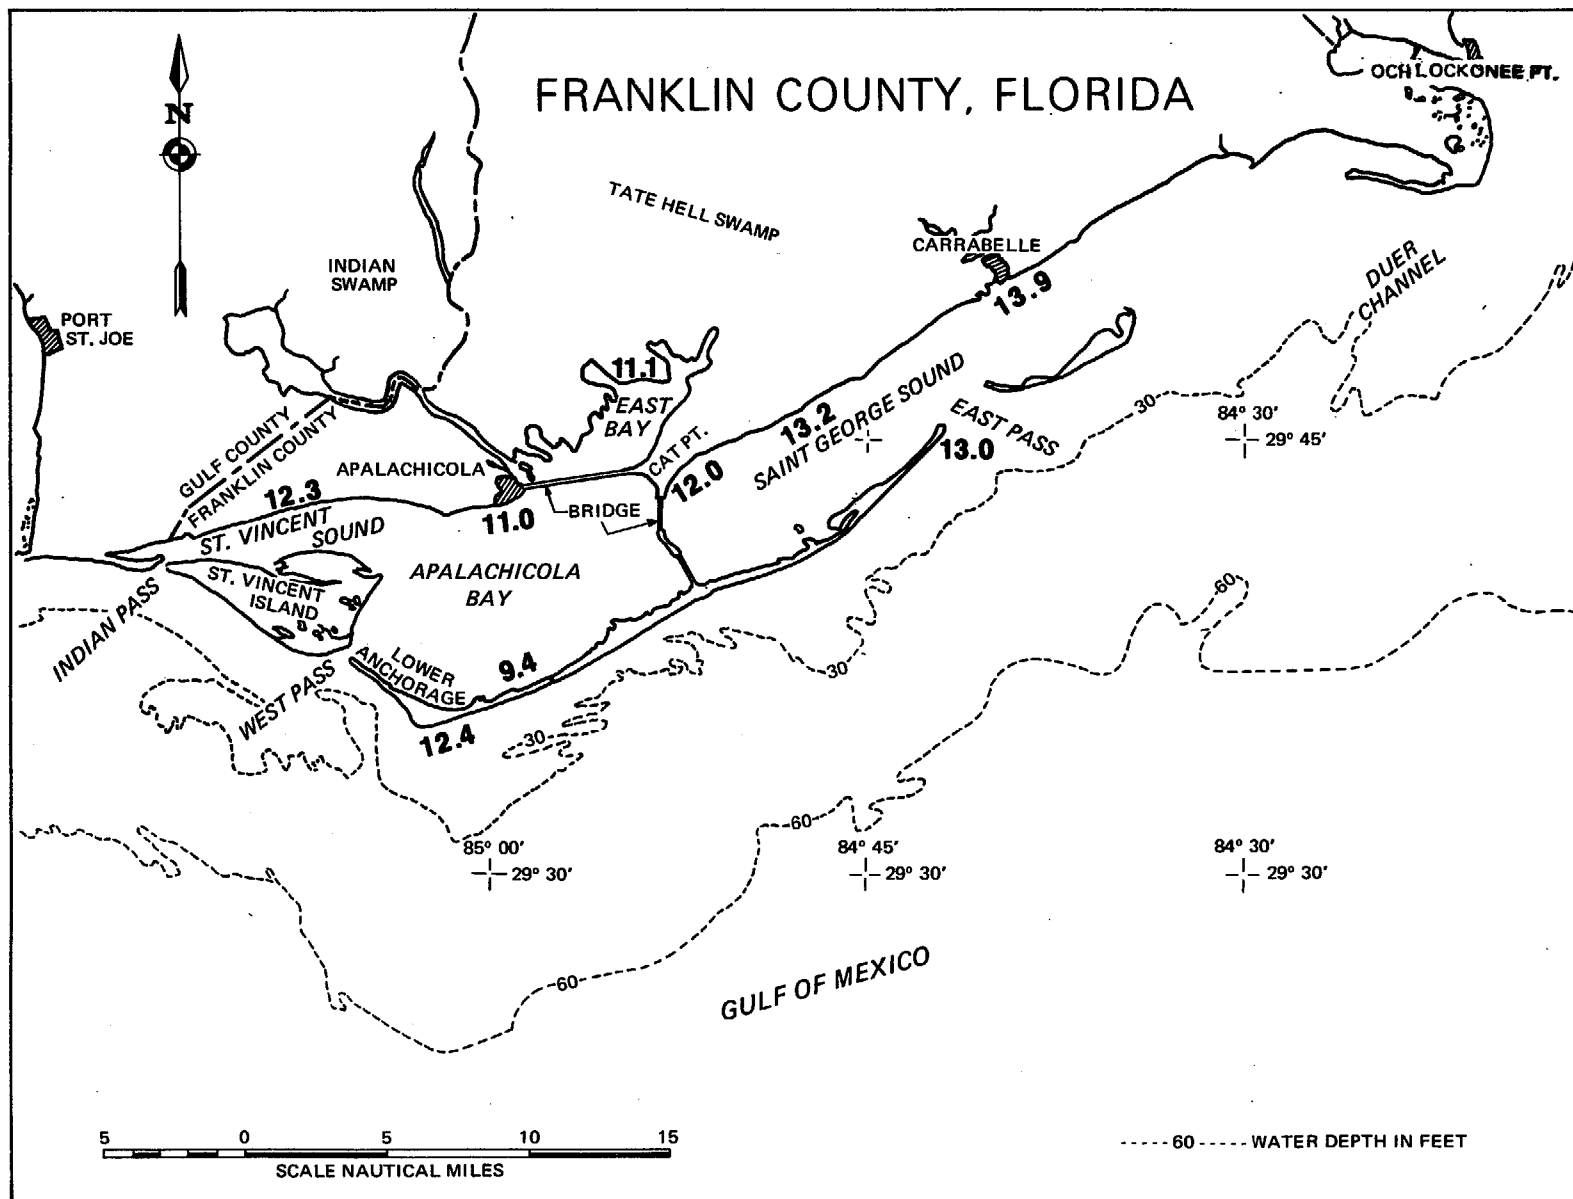 FRANKLIN COUNTY, FLORIDA
OCHLOCKONEE PT.
N
TATE HELL SWAMP
CARRABELLE
13.9
DUER
CHANNEL
INDIAN
SWAMP
PORT
ST. JOE
11.1
EAST
BAY
13.2
SAINT GEORGE SOUND
EAST PASS
30
84° 30'
29° 45'
GULF COUNTY
FRANKLIN COUNTY
APALACHICOLA
CAT PT.
12.0
13.0
12.3
ST. VINCENT
SOUND
11.0
BRIDGE
ST. VINCENT
ISLAND
APALACHICOLA
BAY
60
INDIAN PASS
WEST PASS
LOWER
ANCHORAGE
9.4
30
12.4
30
60
85° 00'
29° 30'
84° 45'
29° 30'
84° 30'
29° 30'
60
GULF OF MEXICO
5 0 5 10 15
SCALE NAUTICAL MILES
-----60----- WATER DEPTH IN FEET